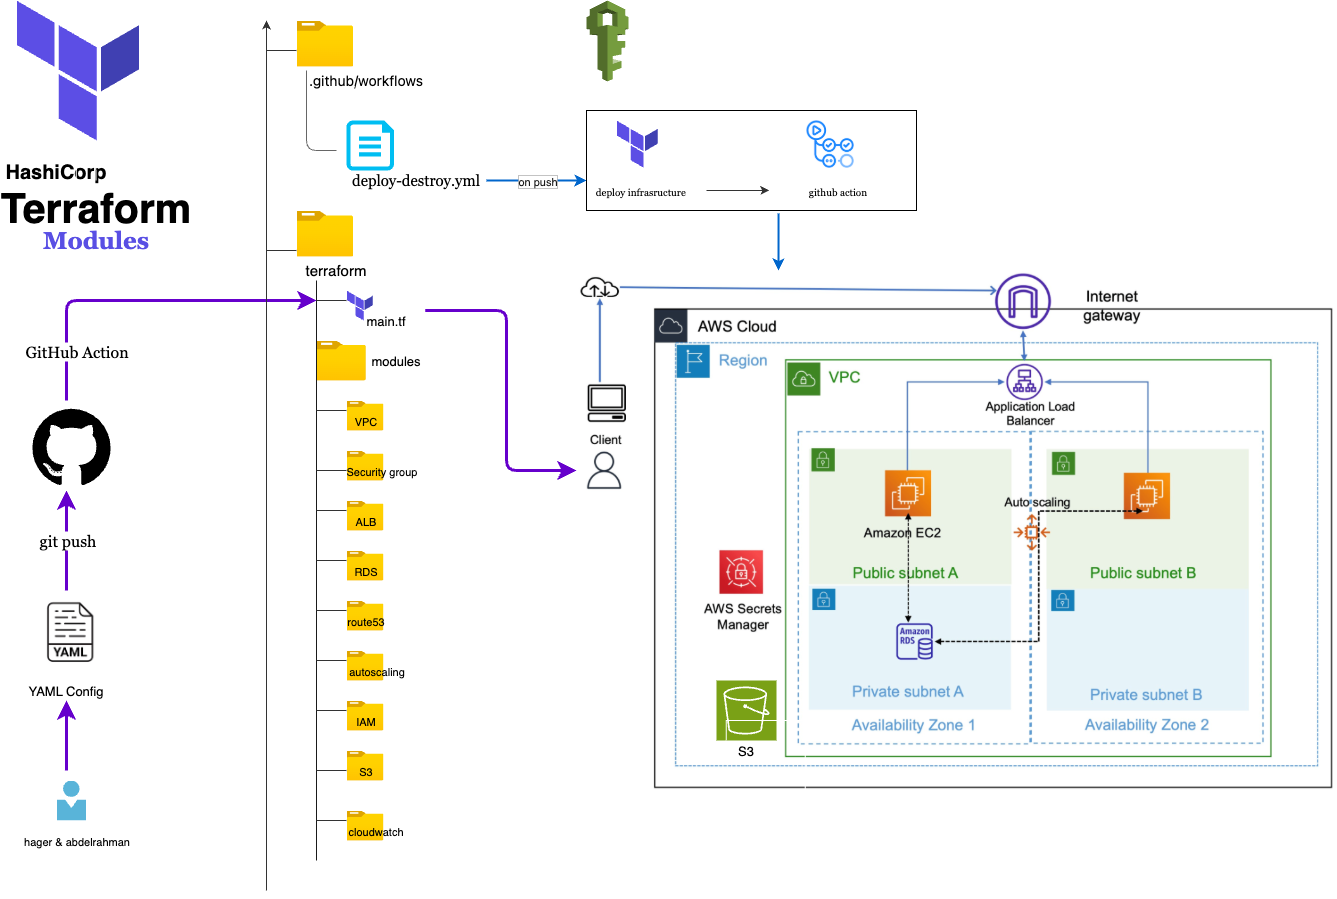 HashiCorp
Terraform
Modules
GitHub Action
git push
YAML
YAML Config
hager & abdelrahman
.github/workflows
deploy-destroy.yml
on push
terraform
main.tf
modules
VPC
Security group
ALB
RDS
route53
autoscaling
IAM
S3
cloudwatch
deploy infrasructure
github action
Client
Internet
gateway
AWS Cloud
Region
VPC
Application Load
Balancer
Auto scaling
Amazon EC2
Public subnet A
Public subnet B
AWS Secrets
Manager
Amazon
RDS
Private subnet A
Private subnet B
Availability Zone 1
Availability Zone 2
S3